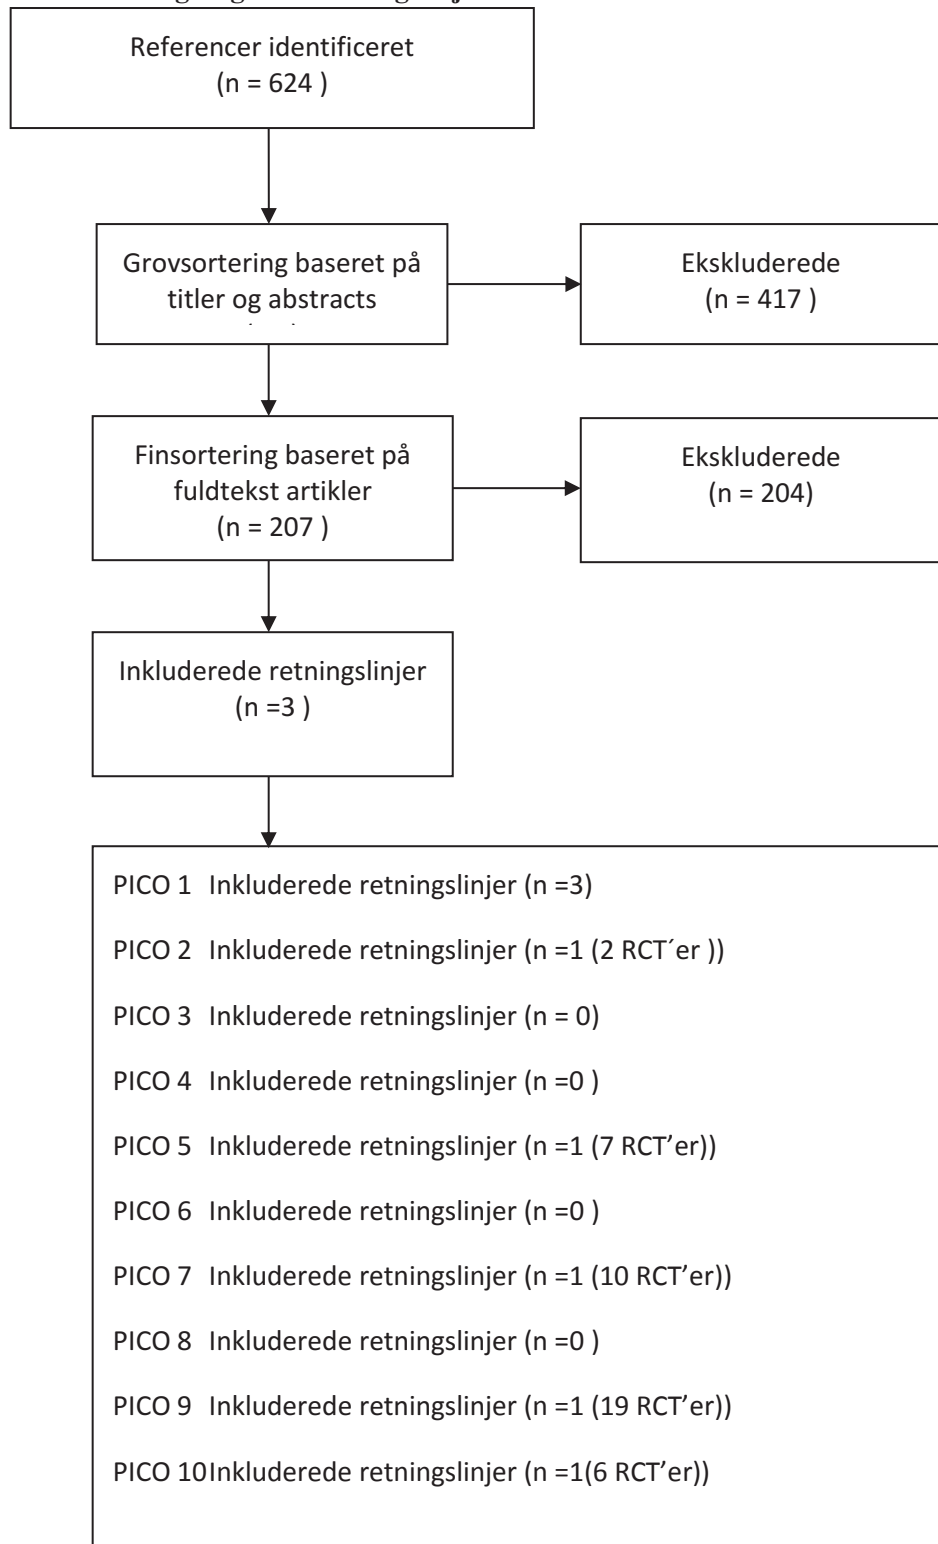 Referencer identificeret
(n = 624 )
Grovsortering baseret på
titler og abstracts
Ekskluderede
(n = 417 )
Finsortering baseret på
fuldtekst artikler
(n = 207 )
Ekskluderede
(n = 204)
Inkluderede retningslinjer
(n =3 )
PICO 1 Inkluderede retningslinjer (n =3)
PICO 2 Inkluderede retningslinjer (n =1 (2 RCT´er ))
PICO 3 Inkluderede retningslinjer (n = 0)
PICO 4 Inkluderede retningslinjer (n =0 )
PICO 5 Inkluderede retningslinjer (n =1 (7 RCT’er))
PICO 6 Inkluderede retningslinjer (n =0 )
PICO 7 Inkluderede retningslinjer (n =1 (10 RCT’er))
PICO 8 Inkluderede retningslinjer (n =0 )
PICO 9 Inkluderede retningslinjer (n =1 (19 RCT’er))
PICO 10Inkluderede retningslinjer (n =1(6 RCT’er))